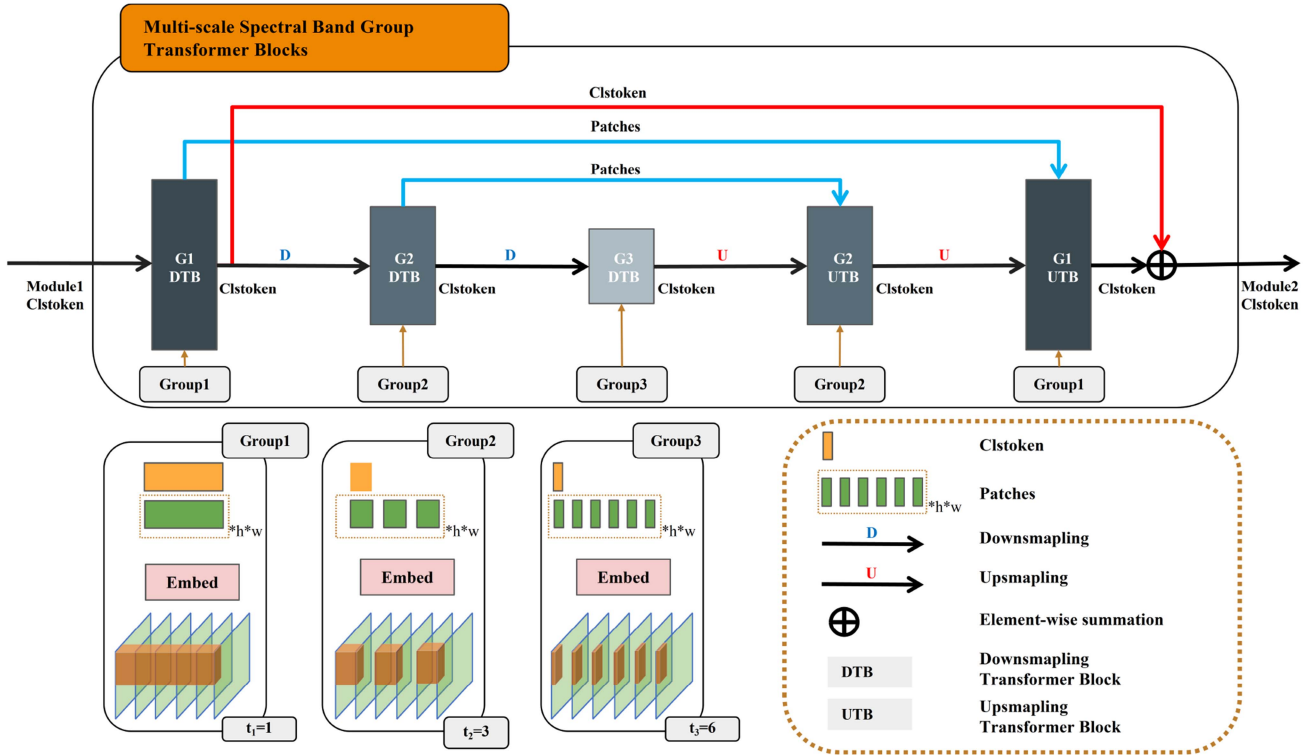 Multi-scale Spectral Band Group
Transformer Blocks
Clstoken
Patches
Patches
G1
DTB
D
G2
DTB
D
G3
DTB
U
G2
UTB
U
G1
UTB
Module1
Clstoken
Clstoken
Clstoken
Clstoken
Clstoken
Clstoken
Module2
Clstoken
Group1
Group2
Group3
Group2
Group1
Group1
*h*w
Embed
t1=1
Group2
*h*w
Embed
t2=3
Group3
*h*w
Embed
t3=6
Clstoken
*h*w
Patches
D
Downsmapling
U
Upsmapling
Element-wise summation
DTB
Downsmapling
Transformer Block
UTB
Upsmapling
Transformer Block